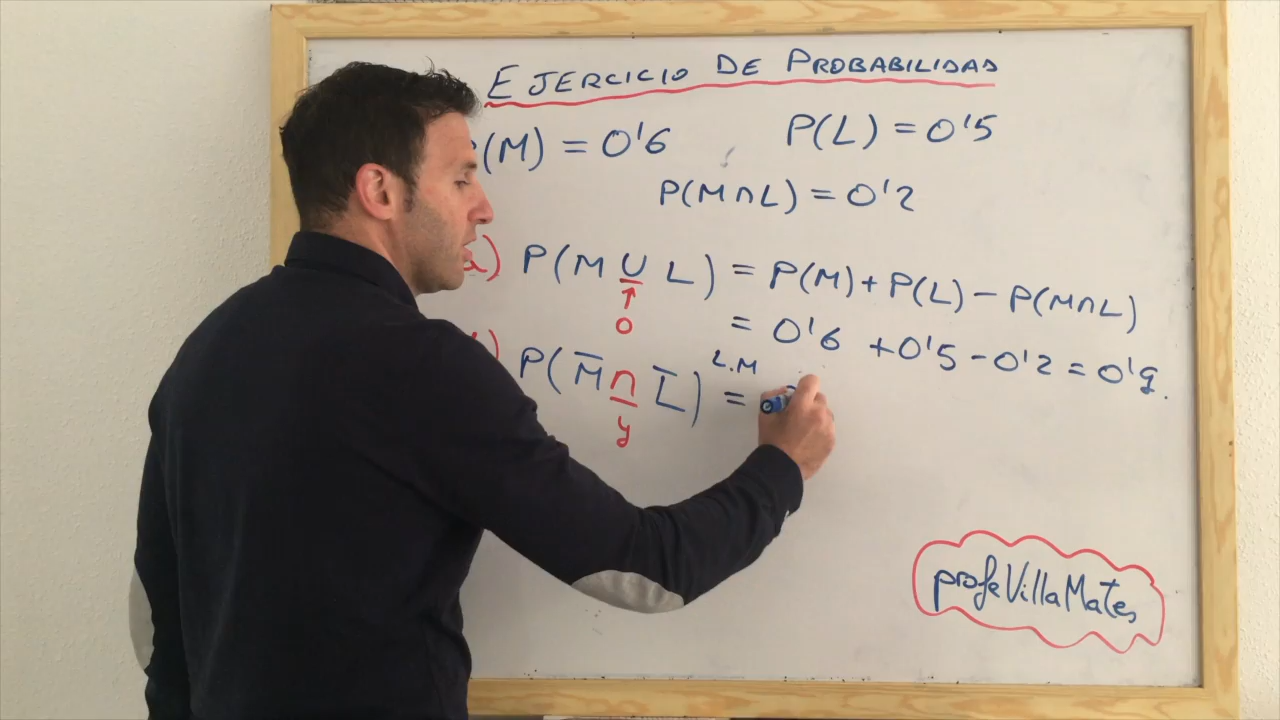 EJERCICIO DE PROBABILIDAD
(M) = 0'6 P(L) = 0'5
P(M∩L) = 0'2
a) P(M U L) = P(M)+P(L)-P(M∩L)
↑
O
= 0'6 +0'5-0'2=0'9.
) P(M̅ ∩ L̅) L.M =
y
profeVillaMates